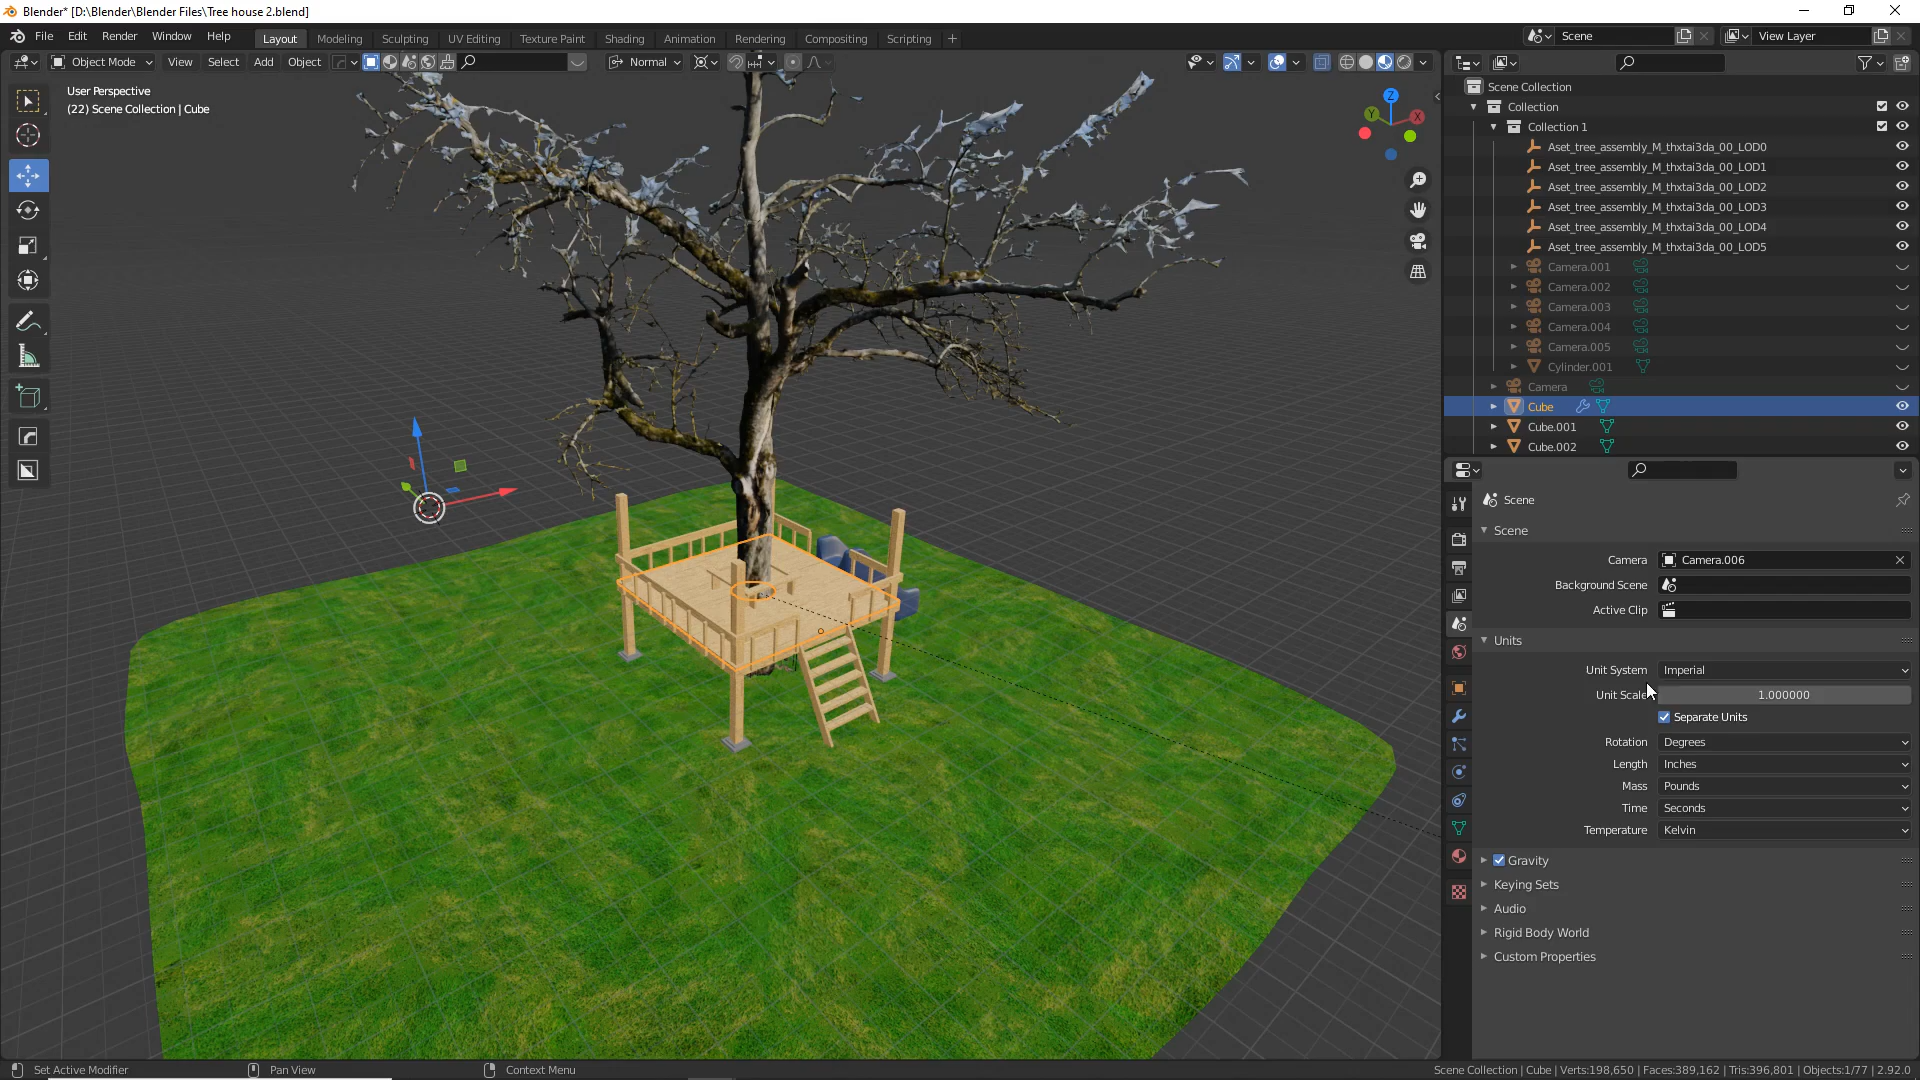 Blender* [D:\Blender\Blender Files\Tree house 2.blend]
File Edit Render Window Help Layout Modeling Sculpting UV Editing Texture Paint Shading Animation Rendering Compositing Scripting + Scene View Layer
Object Mode View Select Add Object Normal
User Perspective
(22) Scene Collection | Cube
Z
Y
X
Scene Collection
Collection
Collection 1
Aset_tree_assembly_M_thxtai3da_00_LOD0
Aset_tree_assembly_M_thxtai3da_00_LOD1
Aset_tree_assembly_M_thxtai3da_00_LOD2
Aset_tree_assembly_M_thxtai3da_00_LOD3
Aset_tree_assembly_M_thxtai3da_00_LOD4
Aset_tree_assembly_M_thxtai3da_00_LOD5
Camera.001
Camera.002
Camera.003
Camera.004
Camera.005
Cylinder.001
Camera
Cube
Cube.001
Cube.002
Scene
Scene
Camera Camera.006
Background Scene
Active Clip
Units
Unit System Imperial
Unit Scale 1.000000
Separate Units
Rotation Degrees
Length Inches
Mass Pounds
Time Seconds
Temperature Kelvin
Gravity
Keying Sets
Audio
Rigid Body World
Custom Properties
Set Active Modifier Pan View Context Menu Scene Collection | Cube | Verts:198,650 | Faces:389,162 | Tris:396,801 | Objects:1/77 | 2.92.0